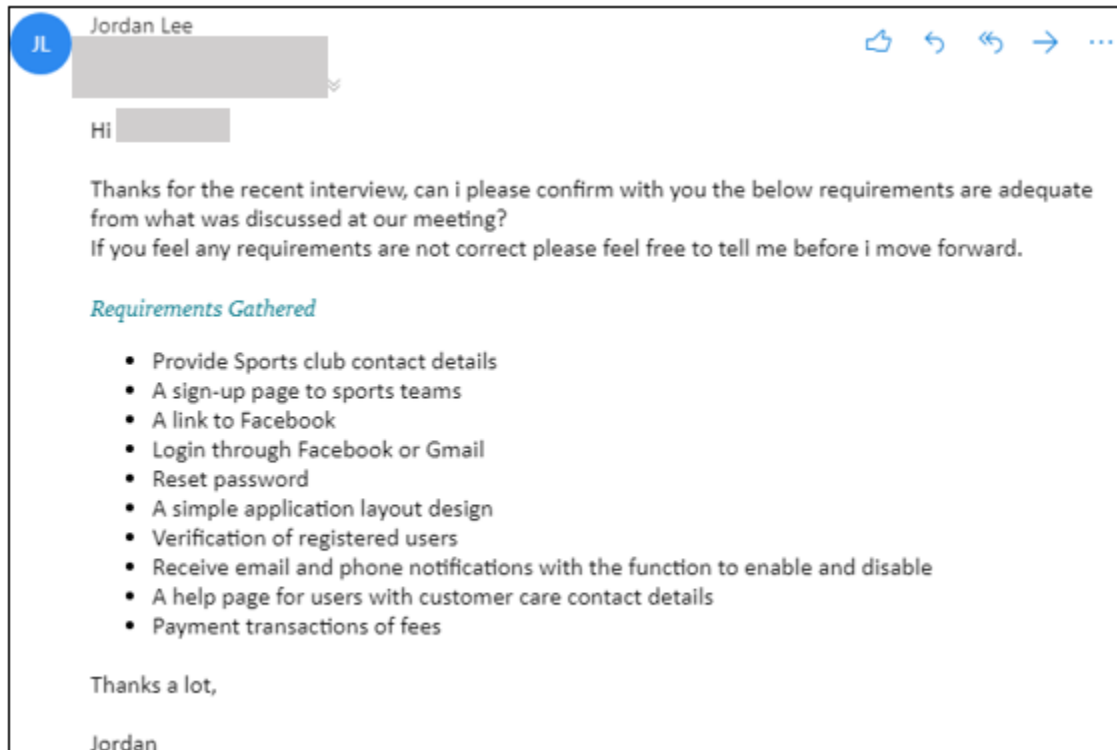 Jordan Lee
JL
Hi
Thanks for the recent interview, can i please confirm with you the below requirements are adequate
from what was discussed at our meeting?
If you feel any requirements are not correct please feel free to tell me before i move forward.
Requirements Gathered
• Provide Sports club contact details
• A sign-up page to sports teams
• A link to Facebook
• Login through Facebook or Gmail
• Reset password
• A simple application layout design
• Verification of registered users
• Receive email and phone notifications with the function to enable and disable
• A help page for users with customer care contact details
• Payment transactions of fees
Thanks a lot,
Jordan